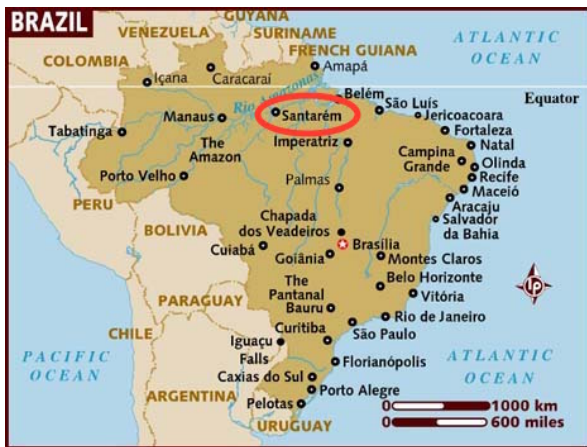 BRAZIL
GUYANA
VENEZUELA
SURINAME
FRENCH GUIANA
ATLANTIC
OCEAN
COLOMBIA
Içana
Caracaraí
Amapá
Rio Amazonas
Belém
Equator
Santarém
São Luís
Jericoacoara
Manaus
Fortaleza
Tabatinga
The
Amazon
Imperatriz
Natal
Campina
Grande
Olinda
Recife
Porto Velho
Palmas
Maceió
Aracaju
PERU
Salvador
da Bahia
Chapada
dos Veadeiros
BOLIVIA
Cuiabá
Brasília
Goiânia
Montes Claros
The
Pantanal
Belo Horizonte
Vitória
lp
PARAGUAY
Bauru
Rio de Janeiro
São Paulo
CHILE
Curitiba
Iguaçu
Falls
PACIFIC
OCEAN
Florianópolis
ATLANTIC
OCEAN
Caxias do Sul
ARGENTINA
Porto Alegre
Pelotas
URUGUAY
0 1000 km
0 600 miles